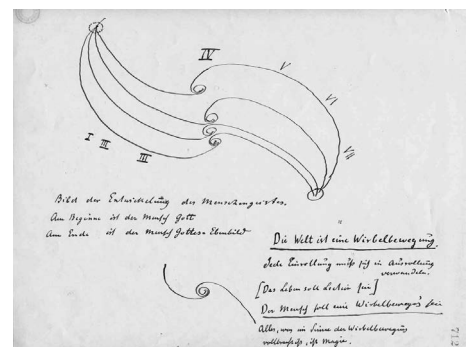 IV
V
VI
VII
I II III
Bild der Entwickelung des Menschengeistes.
Am Beginne ist der Mensch Gott
Am Ende ist der Mensch Gottes Ebenbild
Die Welt ist eine Wirbelbewegung.
Jede Einrollung muß sich in Ausrollung
verwandeln.
[Das Leben soll Lection sein]
Der Mensch soll eine Wirbelbewegung sein
Alles, was im Sinne der Wirbelbewegung
vollbracht ist, ist Magie.